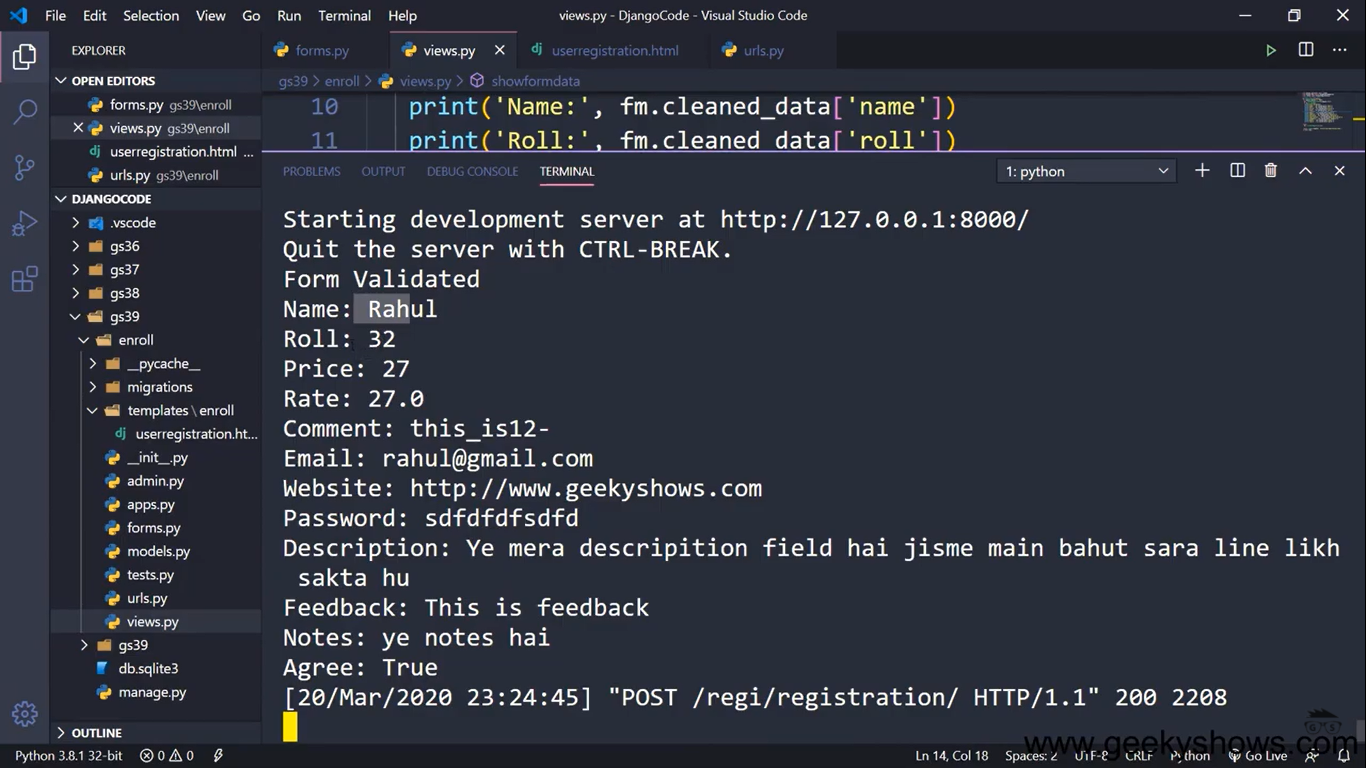 File Edit Selection View Go Run Terminal Help views.py - DjangoCode - Visual Studio Code
EXPLORER
forms.py views.py userregistration.html urls.py
OPEN EDITORS
forms.py gs39\enroll
views.py gs39\enroll
userregistration.html ...
urls.py gs39\enroll
DJANGOCODE
.vscode
gs36
gs37
gs38
gs39
enroll
__pycache__
migrations
templates \ enroll
userregistration.ht...
__init__.py
admin.py
apps.py
forms.py
models.py
tests.py
urls.py
views.py
gs39
db.sqlite3
manage.py
OUTLINE
gs39 > enroll > views.py > showformdata
10 print('Name:', fm.cleaned_data['name'])
11 print('Roll:', fm.cleaned_data['roll'])
PROBLEMS OUTPUT DEBUG CONSOLE TERMINAL 1: python
Starting development server at http://127.0.0.1:8000/
Quit the server with CTRL-BREAK.
Form Validated
Name: Rahul
Roll: 32
Price: 27
Rate: 27.0
Comment: this_is12-
Email: rahul@gmail.com
Website: http://www.geekyshows.com
Password: sdfdfdfsdfd
Description: Ye mera descripition field hai jisme main bahut sara line likh
sakta hu
Feedback: This is feedback
Notes: ye notes hai
Agree: True
[20/Mar/2020 23:24:45] "POST /regi/registration/ HTTP/1.1" 200 2208
www.geekyshows.com
Python 3.8.1 32-bit 0 0 Ln 14, Col 18 Spaces: 2 UTF-8 CRLF Python Go Live